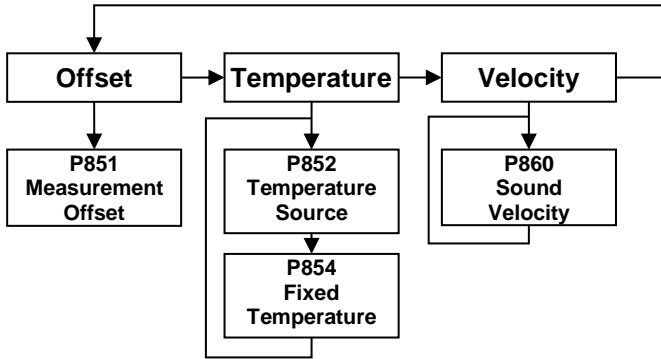 Offset
Temperature
Velocity
P851
Measurement
Offset
P852
Temperature
Source
P860
Sound
Velocity
P854
Fixed
Temperature